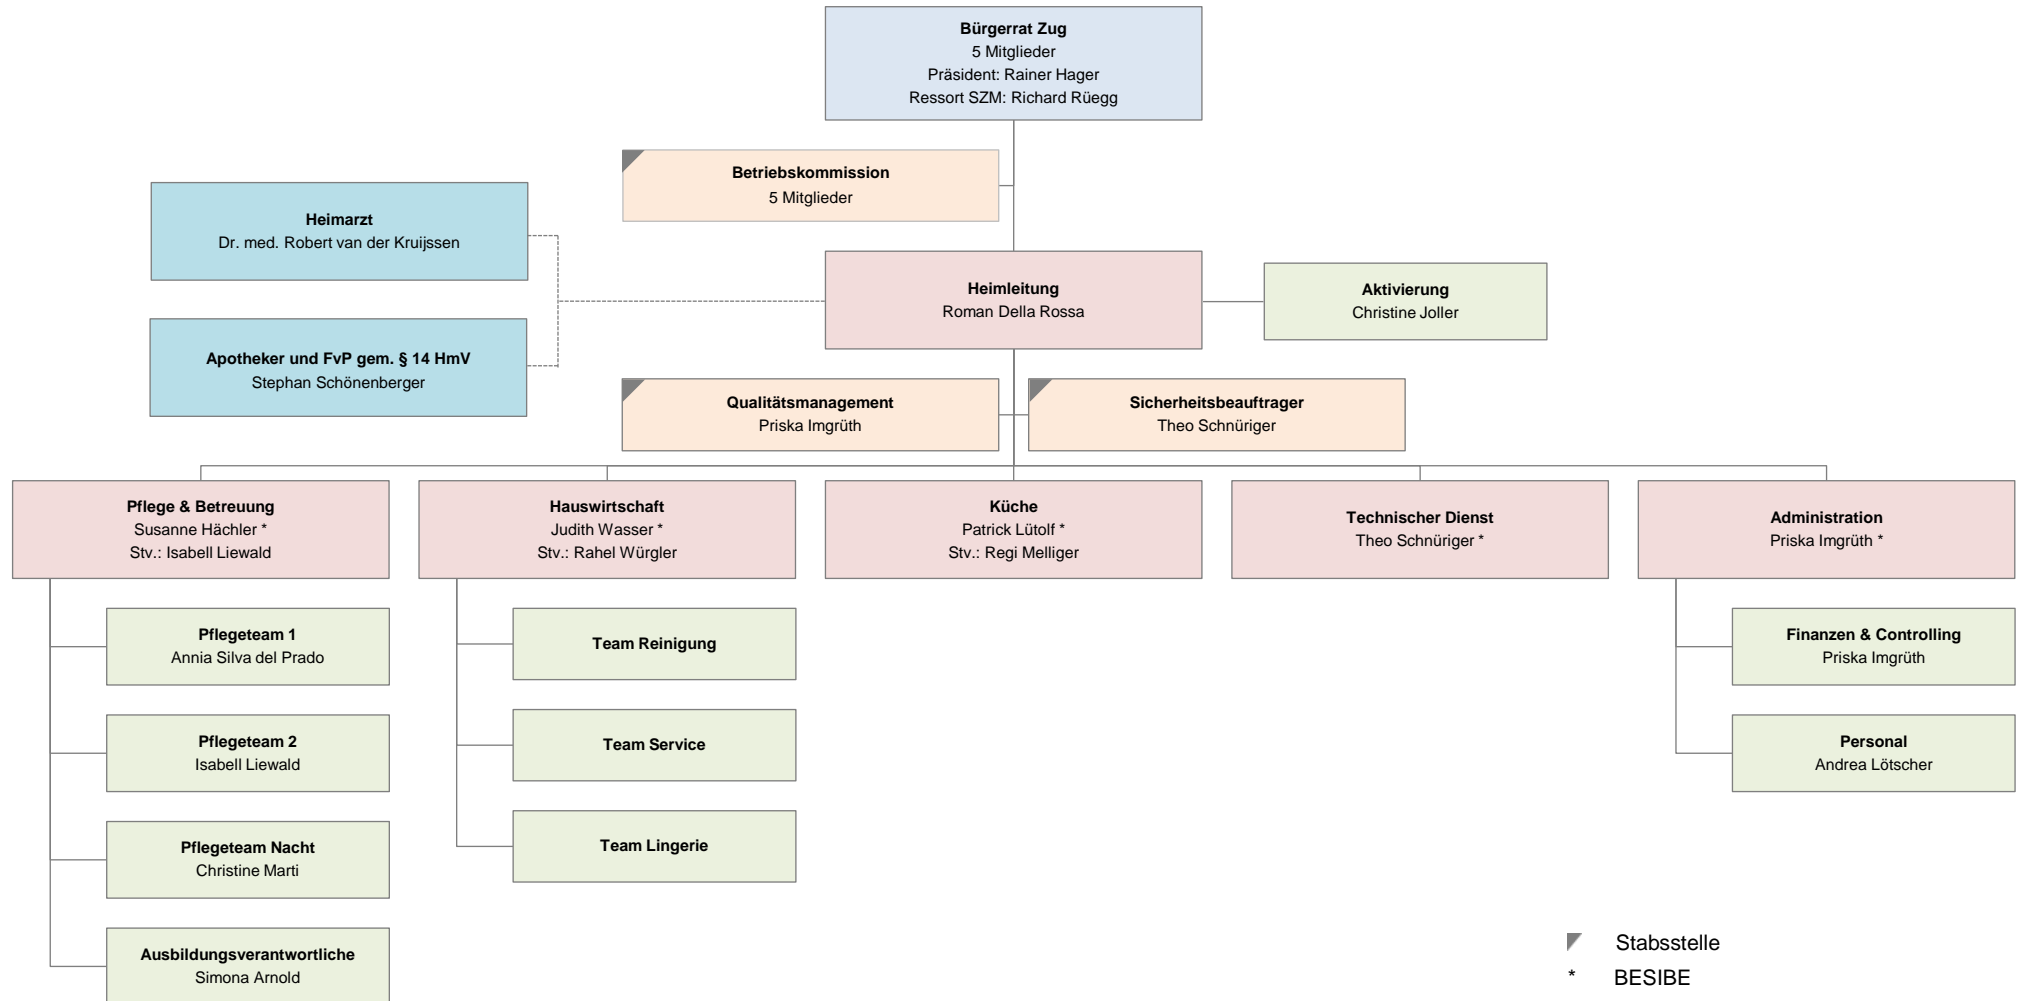 Bürgerrat Zug
5 Mitglieder
Präsident: Rainer Hager
Ressort SZM: Richard Rüegg
Betriebskommission
5 Mitglieder
Heimarzt
Dr. med. Robert van der Kruijssen
Heimleitung
Roman Della Rossa
Aktivierung
Christine Joller
Apotheker und FvP gem. § 14 HmV
Stephan Schönenberger
Qualitätsmanagement
Priska Imgrüth
Sicherheitsbeauftrager
Theo Schnüriger
Pflege & Betreuung
Susanne Hächler *
Stv.: Isabell Liewald
Hauswirtschaft
Judith Wasser *
Stv.: Rahel Würgler
Küche
Patrick Lütolf *
Stv.: Regi Melliger
Technischer Dienst
Theo Schnüriger *
Administration
Priska Imgrüth *
Pflegeteam 1
Annia Silva del Prado
Pflegeteam 2
Isabell Liewald
Pflegeteam Nacht
Christine Marti
Ausbildungsverantwortliche
Simona Arnold
Team Reinigung
Team Service
Team Lingerie
Finanzen & Controlling
Priska Imgrüth
Personal
Andrea Lötscher
Stabsstelle
* BESIBE